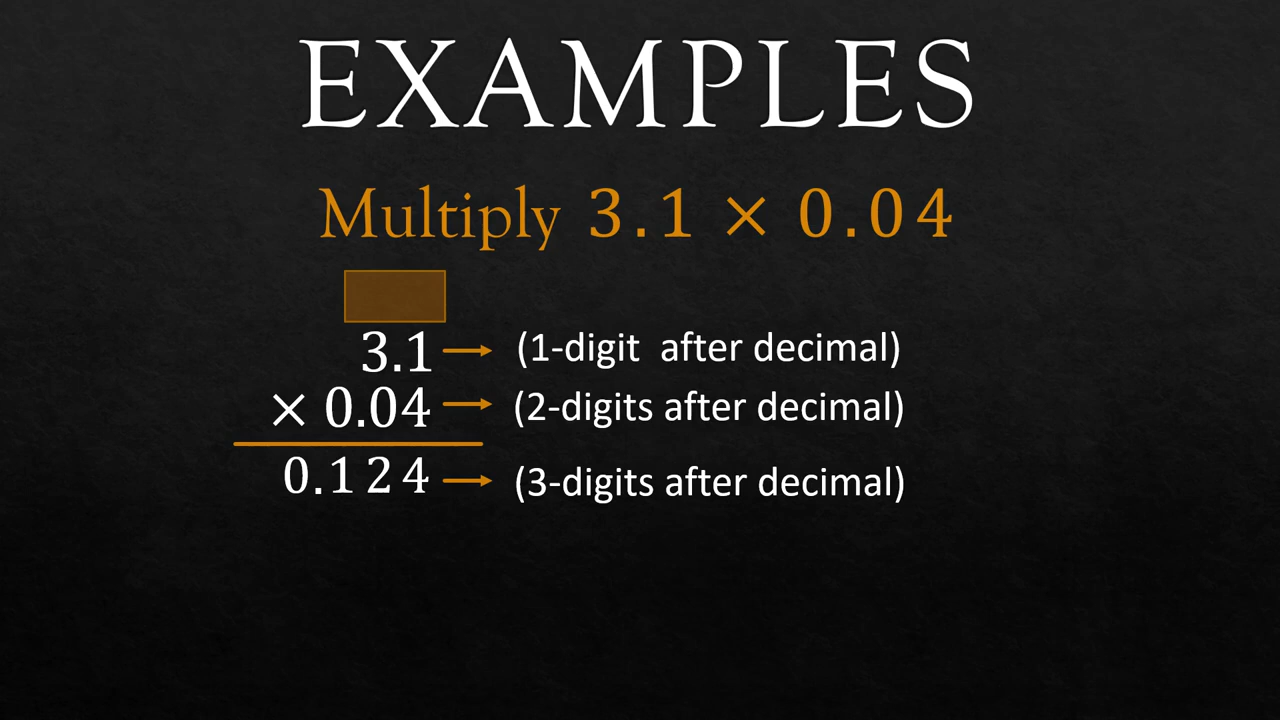 EXAMPLES
Multiply 3.1 × 0.04
3.1 (1-digit after decimal)
× 0.04 (2-digits after decimal)
0.124 (3-digits after decimal)